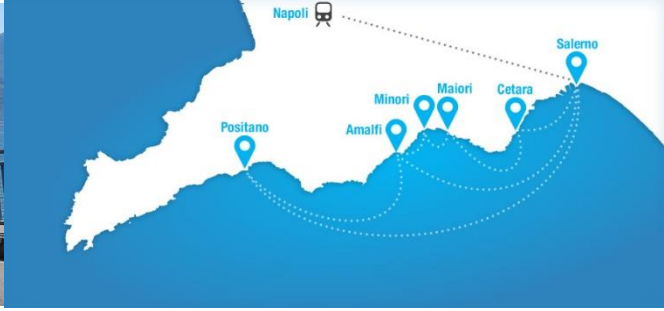 Napoli
Salerno
Minori
Maiori
Cetara
Positano
Amalfi